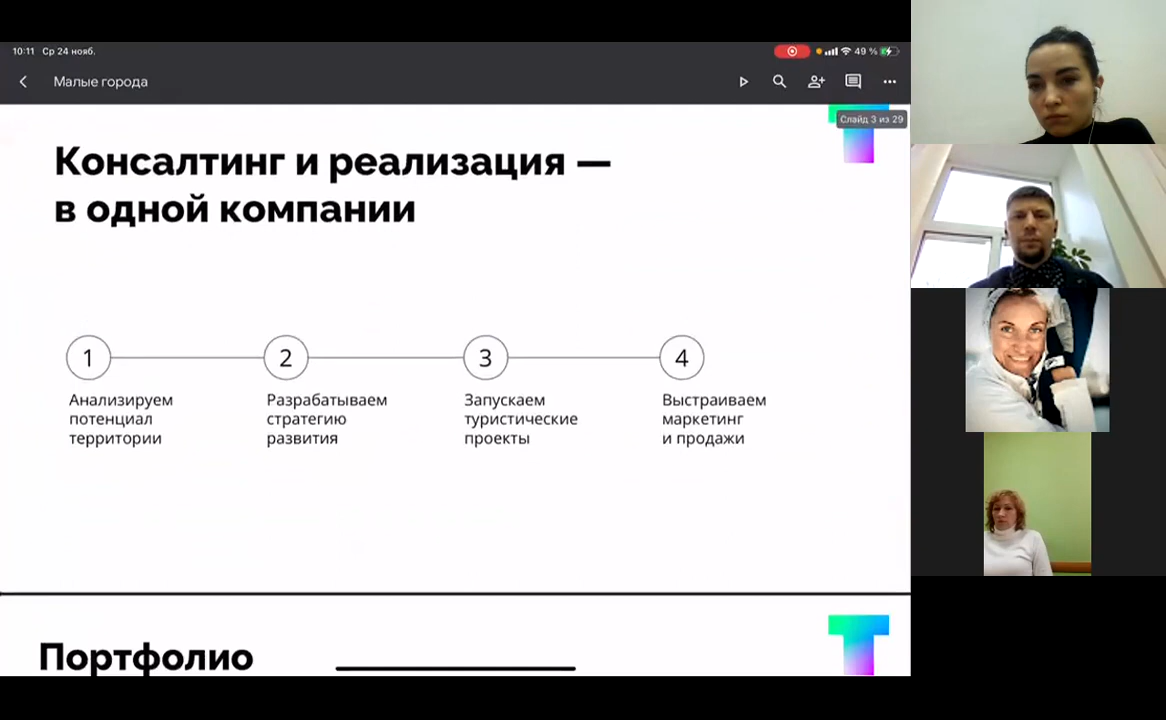 10:11 Ср 24 нояб.
49 %
Малые города
Слайд 3 из 29
Консалтинг и реализация —
в одной компании
1
2
3
4
Анализируем
потенциал
территории
Разрабатываем
стратегию
развития
Запускаем
туристические
проекты
Выстраиваем
маркетинг
и продажи
Портфолио